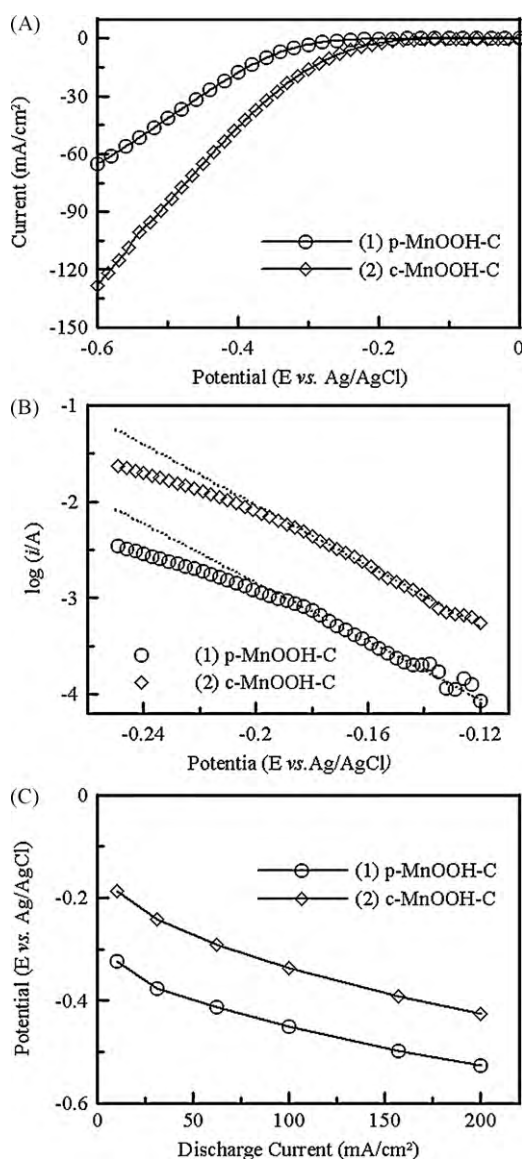 (A)
0
-30
-60
-90
-120
-150
Current (mA/cm²)
(1) p-MnOOH-C
(2) c-MnOOH-C
-0.6
-0.4
-0.2
0
Potential (E vs. Ag/AgCl)
(B)
-1
-2
-3
-4
log (i/A)
(1) p-MnOOH-C
(2) c-MnOOH-C
-0.24
-0.2
-0.16
-0.12
Potentia (E vs.Ag/AgCl)
(C)
0
-0.2
-0.4
-0.6
Potential (E vs. Ag/AgCl)
(1) p-MnOOH-C
(2) c-MnOOH-C
0
50
100
150
200
Discharge Current (mA/cm²)